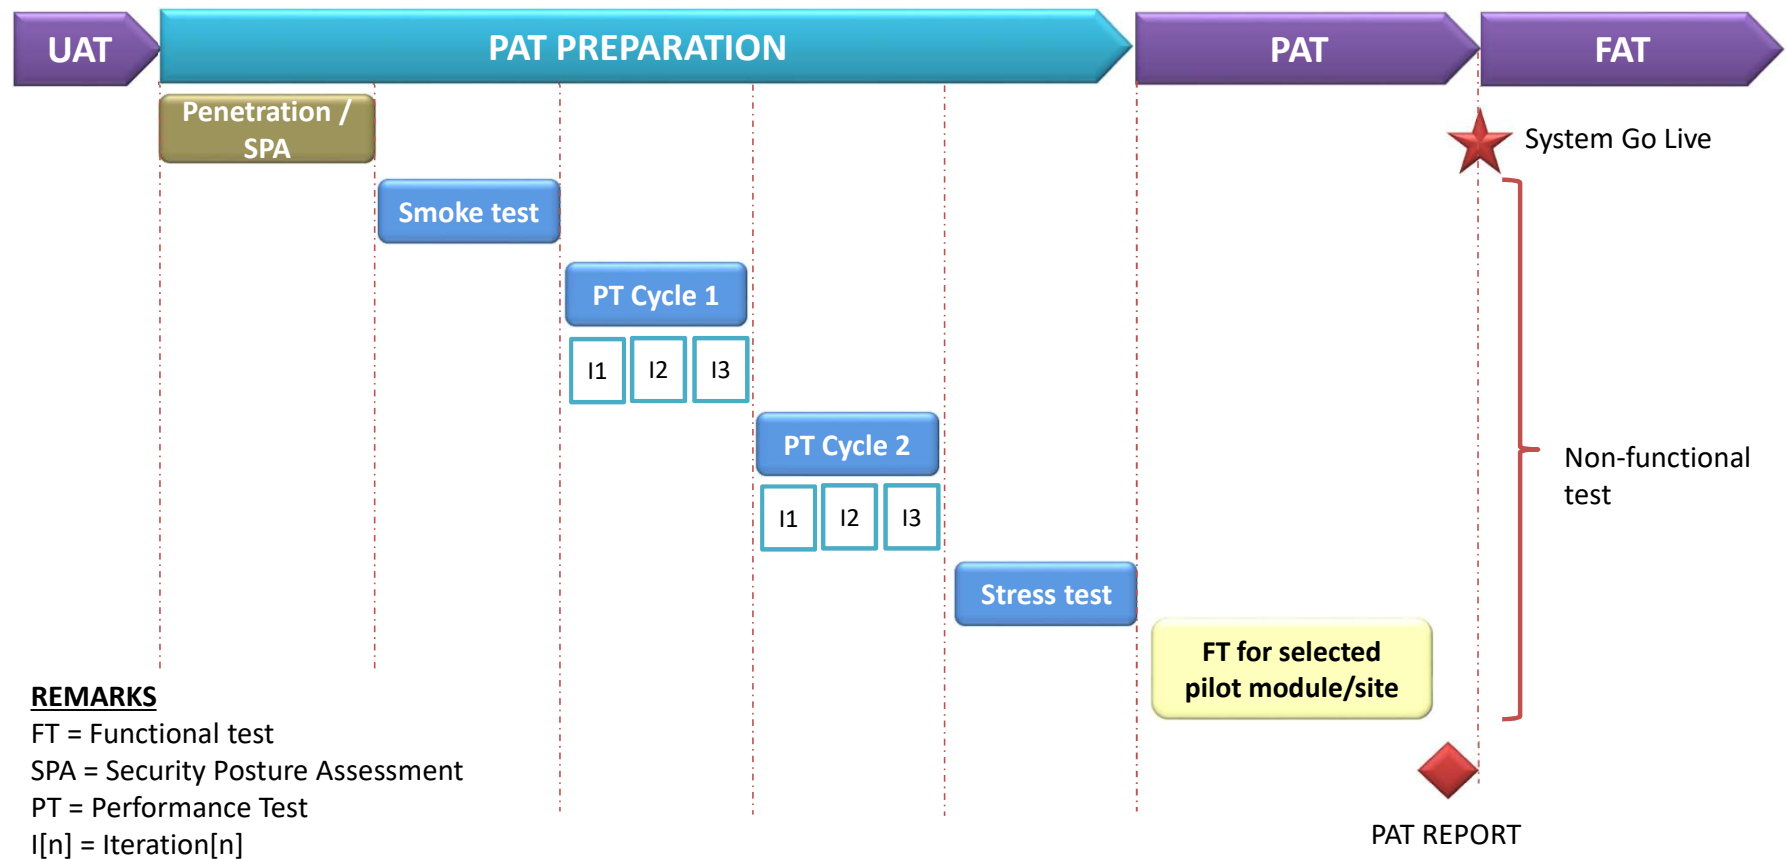 UAT
PAT PREPARATION
PAT
FAT
Penetration /
SPA
System Go Live
Smoke test
PT Cycle 1
I1
I2
I3
PT Cycle 2
I1
I2
I3
Non-functional
test
Stress test
FT for selected
pilot module/site
REMARKS
FT = Functional test
SPA = Security Posture Assessment
PT = Performance Test
I[n] = Iteration[n]
PAT REPORT